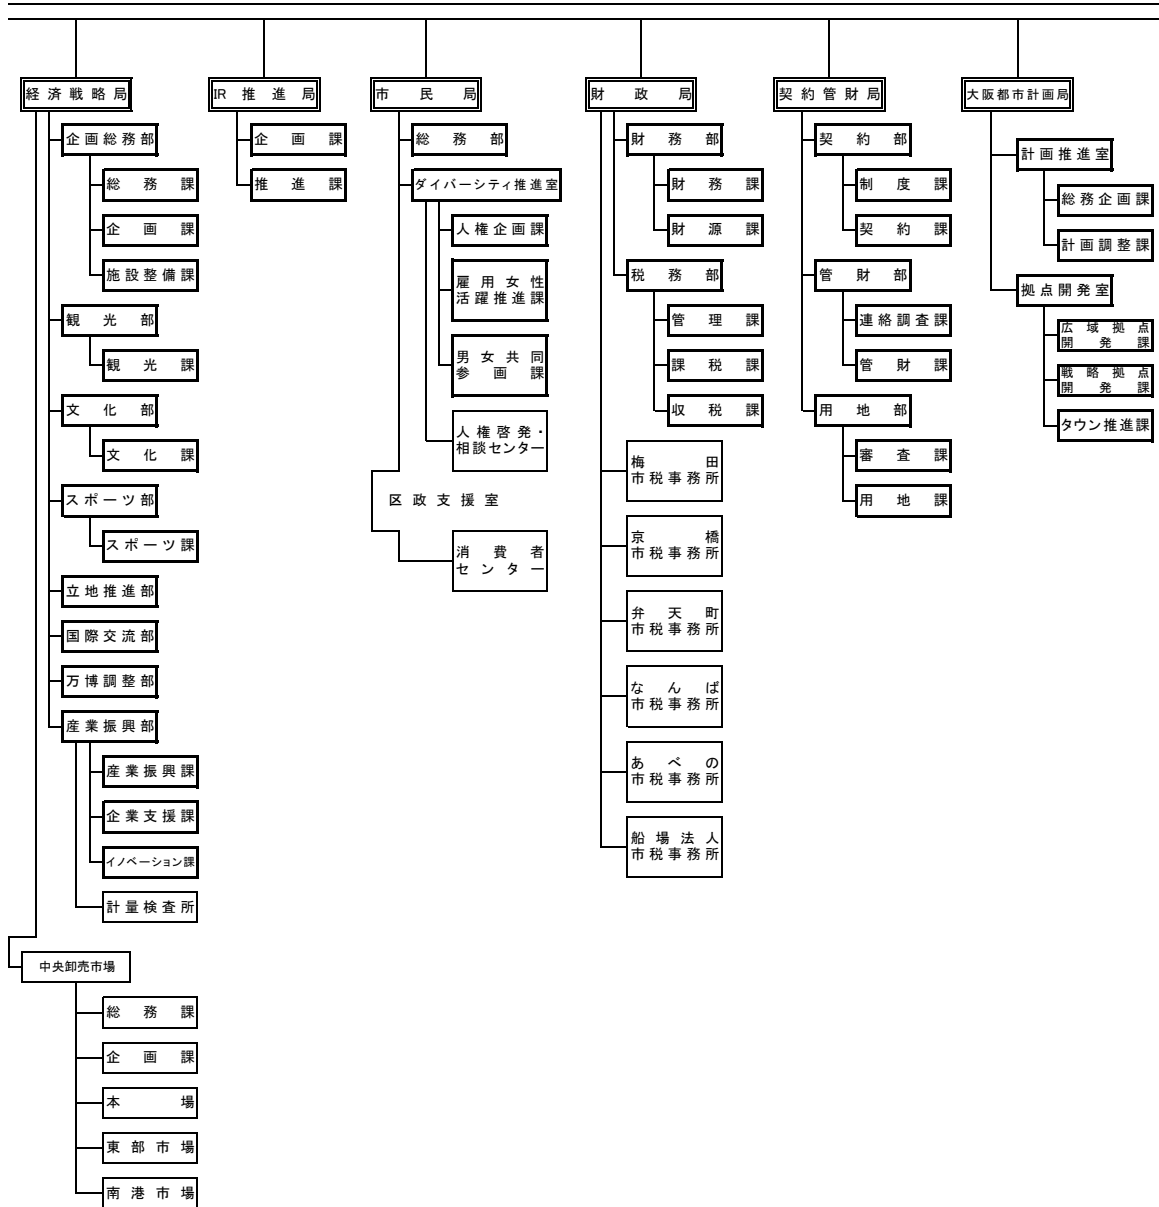 経済戦略局
企画総務部
総務課
企画課
施設整備課
観光部
観光課
文化部
文化課
スポーツ部
スポーツ課
立地推進部
国際交流部
万博調整部
産業振興部
産業振興課
企業支援課
イノベーション課
計量検査所
中央卸売市場
総務課
企画課
本場
東部市場
南港市場
IR推進局
企画課
推進課
市民局
総務部
ダイバーシティ推進室
人権企画課
雇用女性
活躍推進課
男女共同
参画課
人権啓発・
相談センター
区政支援室
消費者
センター
財政局
財務部
財務課
財源課
税務部
管理課
課税課
収税課
梅田
市税事務所
京橋
市税事務所
弁天町
市税事務所
なんば
市税事務所
あべの
市税事務所
船場法人
市税事務所
契約管財局
契約部
制度課
契約課
管財部
連絡調査課
管財課
用地部
審査課
用地課
大阪都市計画局
計画推進室
総務企画課
計画調整課
拠点開発室
広域拠点
開発課
戦略拠点
開発課
タウン推進課